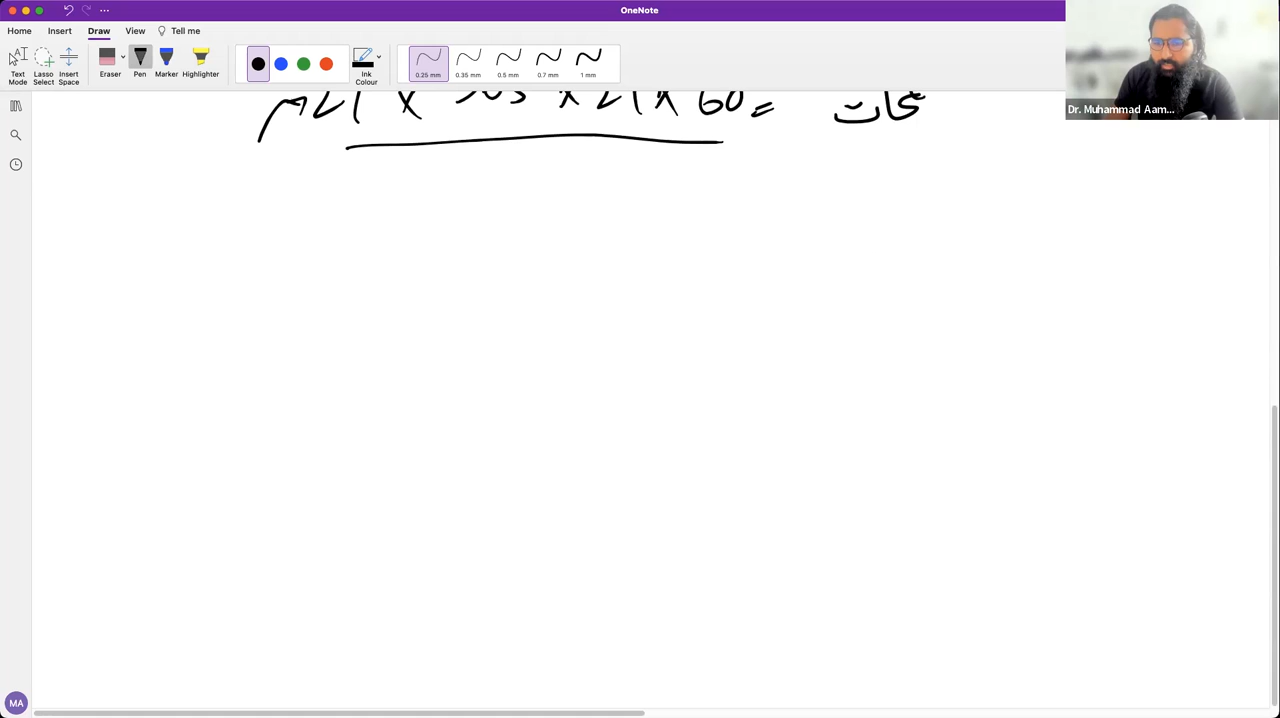 OneNote
Home Insert Draw View Tell me
Text Mode Lasso Select Insert Space Eraser Pen Marker Highlighter Ink Colour 0.25 mm 0.35 mm 0.5 mm 0.7 mm 1 mm
Dr. Muhammad Aam...
x x 60 =
MA